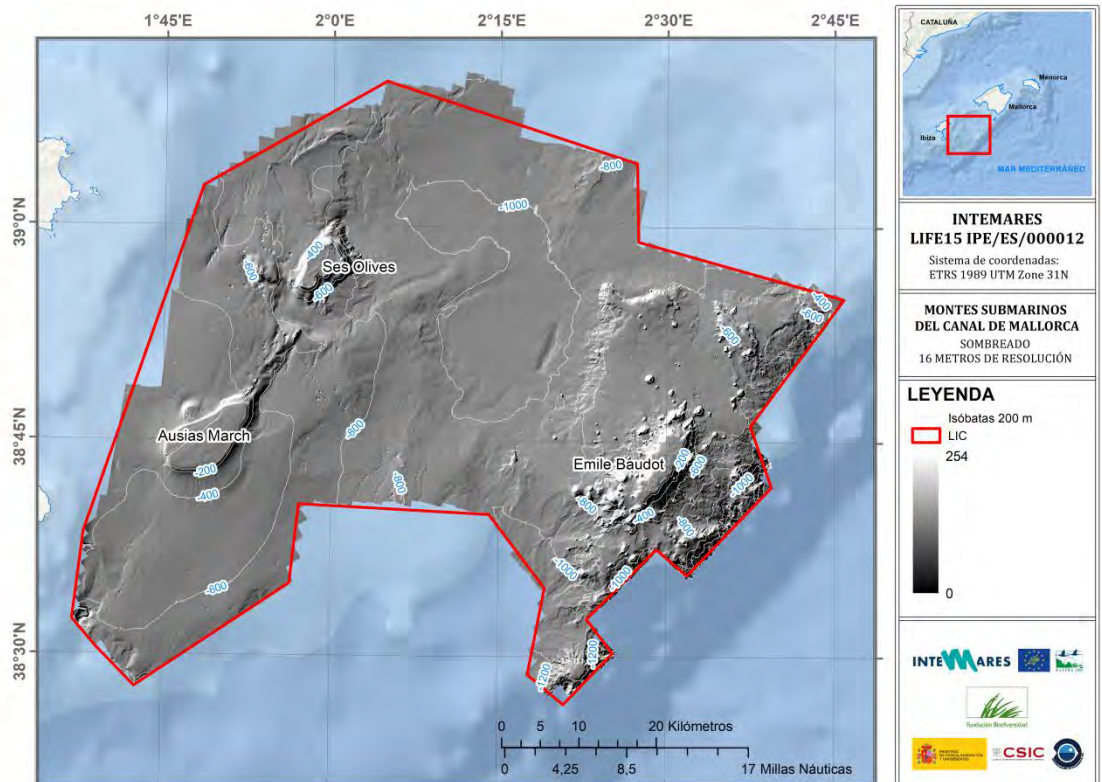 1°45'E
2°0'E
2°15'E
2°30'E
2°45'E
39°0'N
38°45'N
38°30'N
-800
-1000
-400
Ses Olives
-600
-600
-400
-600
-600
-800
Ausias March
-200
-400
-800
Emile Baudot
-200
-800
-1000
-800
-400
-800
-1000
-1000
-600
-1200
-1200
0 5 10 20 Kilómetros
0 4,25 8,5 17 Millas Náuticas
CATALUÑA
Menorca
Mallorca
Ibiza
MAR MEDITERRÁNEO
INTEMARES
LIFE15 IPE/ES/000012
Sistema de coordenadas:
ETRS 1989 UTM Zone 31N
MONTES SUBMARINOS
DEL CANAL DE MALLORCA
SOMBREADO
16 METROS DE RESOLUCIÓN
LEYENDA
Isóbatas 200 m
LIC
254
0
INTEMARES
Fundación Biodiversidad
CSIC